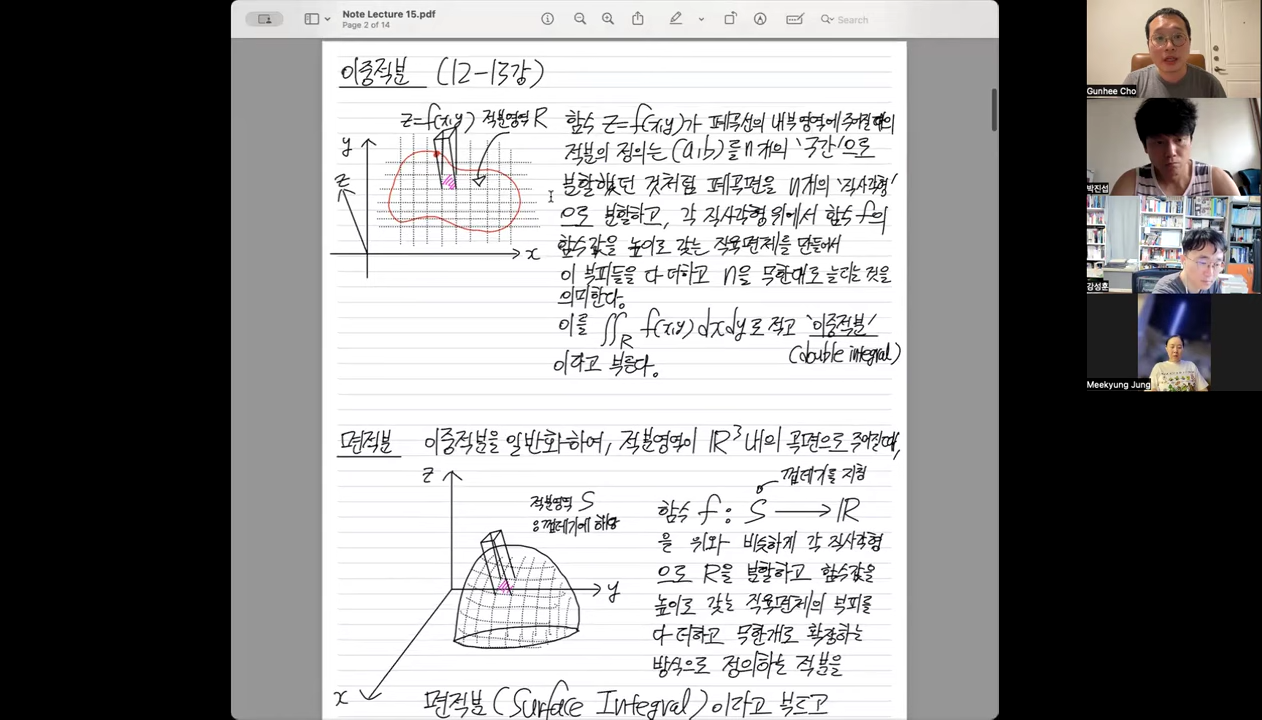 Note Lecture 15.pdf
Page 2 of 14
Search
이중적분 (12-13강)
z=f(x,y) 적분영역 R
y
z
x
함수 z=f(x,y)가 폐곡선의 내부영역에 주어질때의
적분의 정의는 (a,b)를 n개의 '구간'으로
분할했던 것처럼 폐곡면을 n개의 '직사각형'
으로 분할하고, 각 직사각형 위에서 함수 f의
함수값을 높이로 갖는 직육면체를 만들어서
이 부피들을 다 더하고 n을 무한대로 늘리는 것을
의미한다.
이를 ∬_R f(x,y) dxdy로 적고 '이중적분'
(double integral)
이라고 부른다.
면적분 이중적분을 일반화하여, 적분영역이 ℝ³ 내의 곡면으로 주어질때,
z
적분영역 S
: 껍데기에 해당
y
x
껍데기를 지칭
함수 f : S → ℝ
을 위와 비슷하게 각 직사각형
으로 R을 분할하고 함수값을
높이로 갖는 직육면체의 부피를
다 더하고 무한개로 확장하는
방식으로 정의하는 적분을
면적분 (Surface Integral) 이라고 부르고
Gunhee Cho
박진섭
강성훈
Meekyung Jung